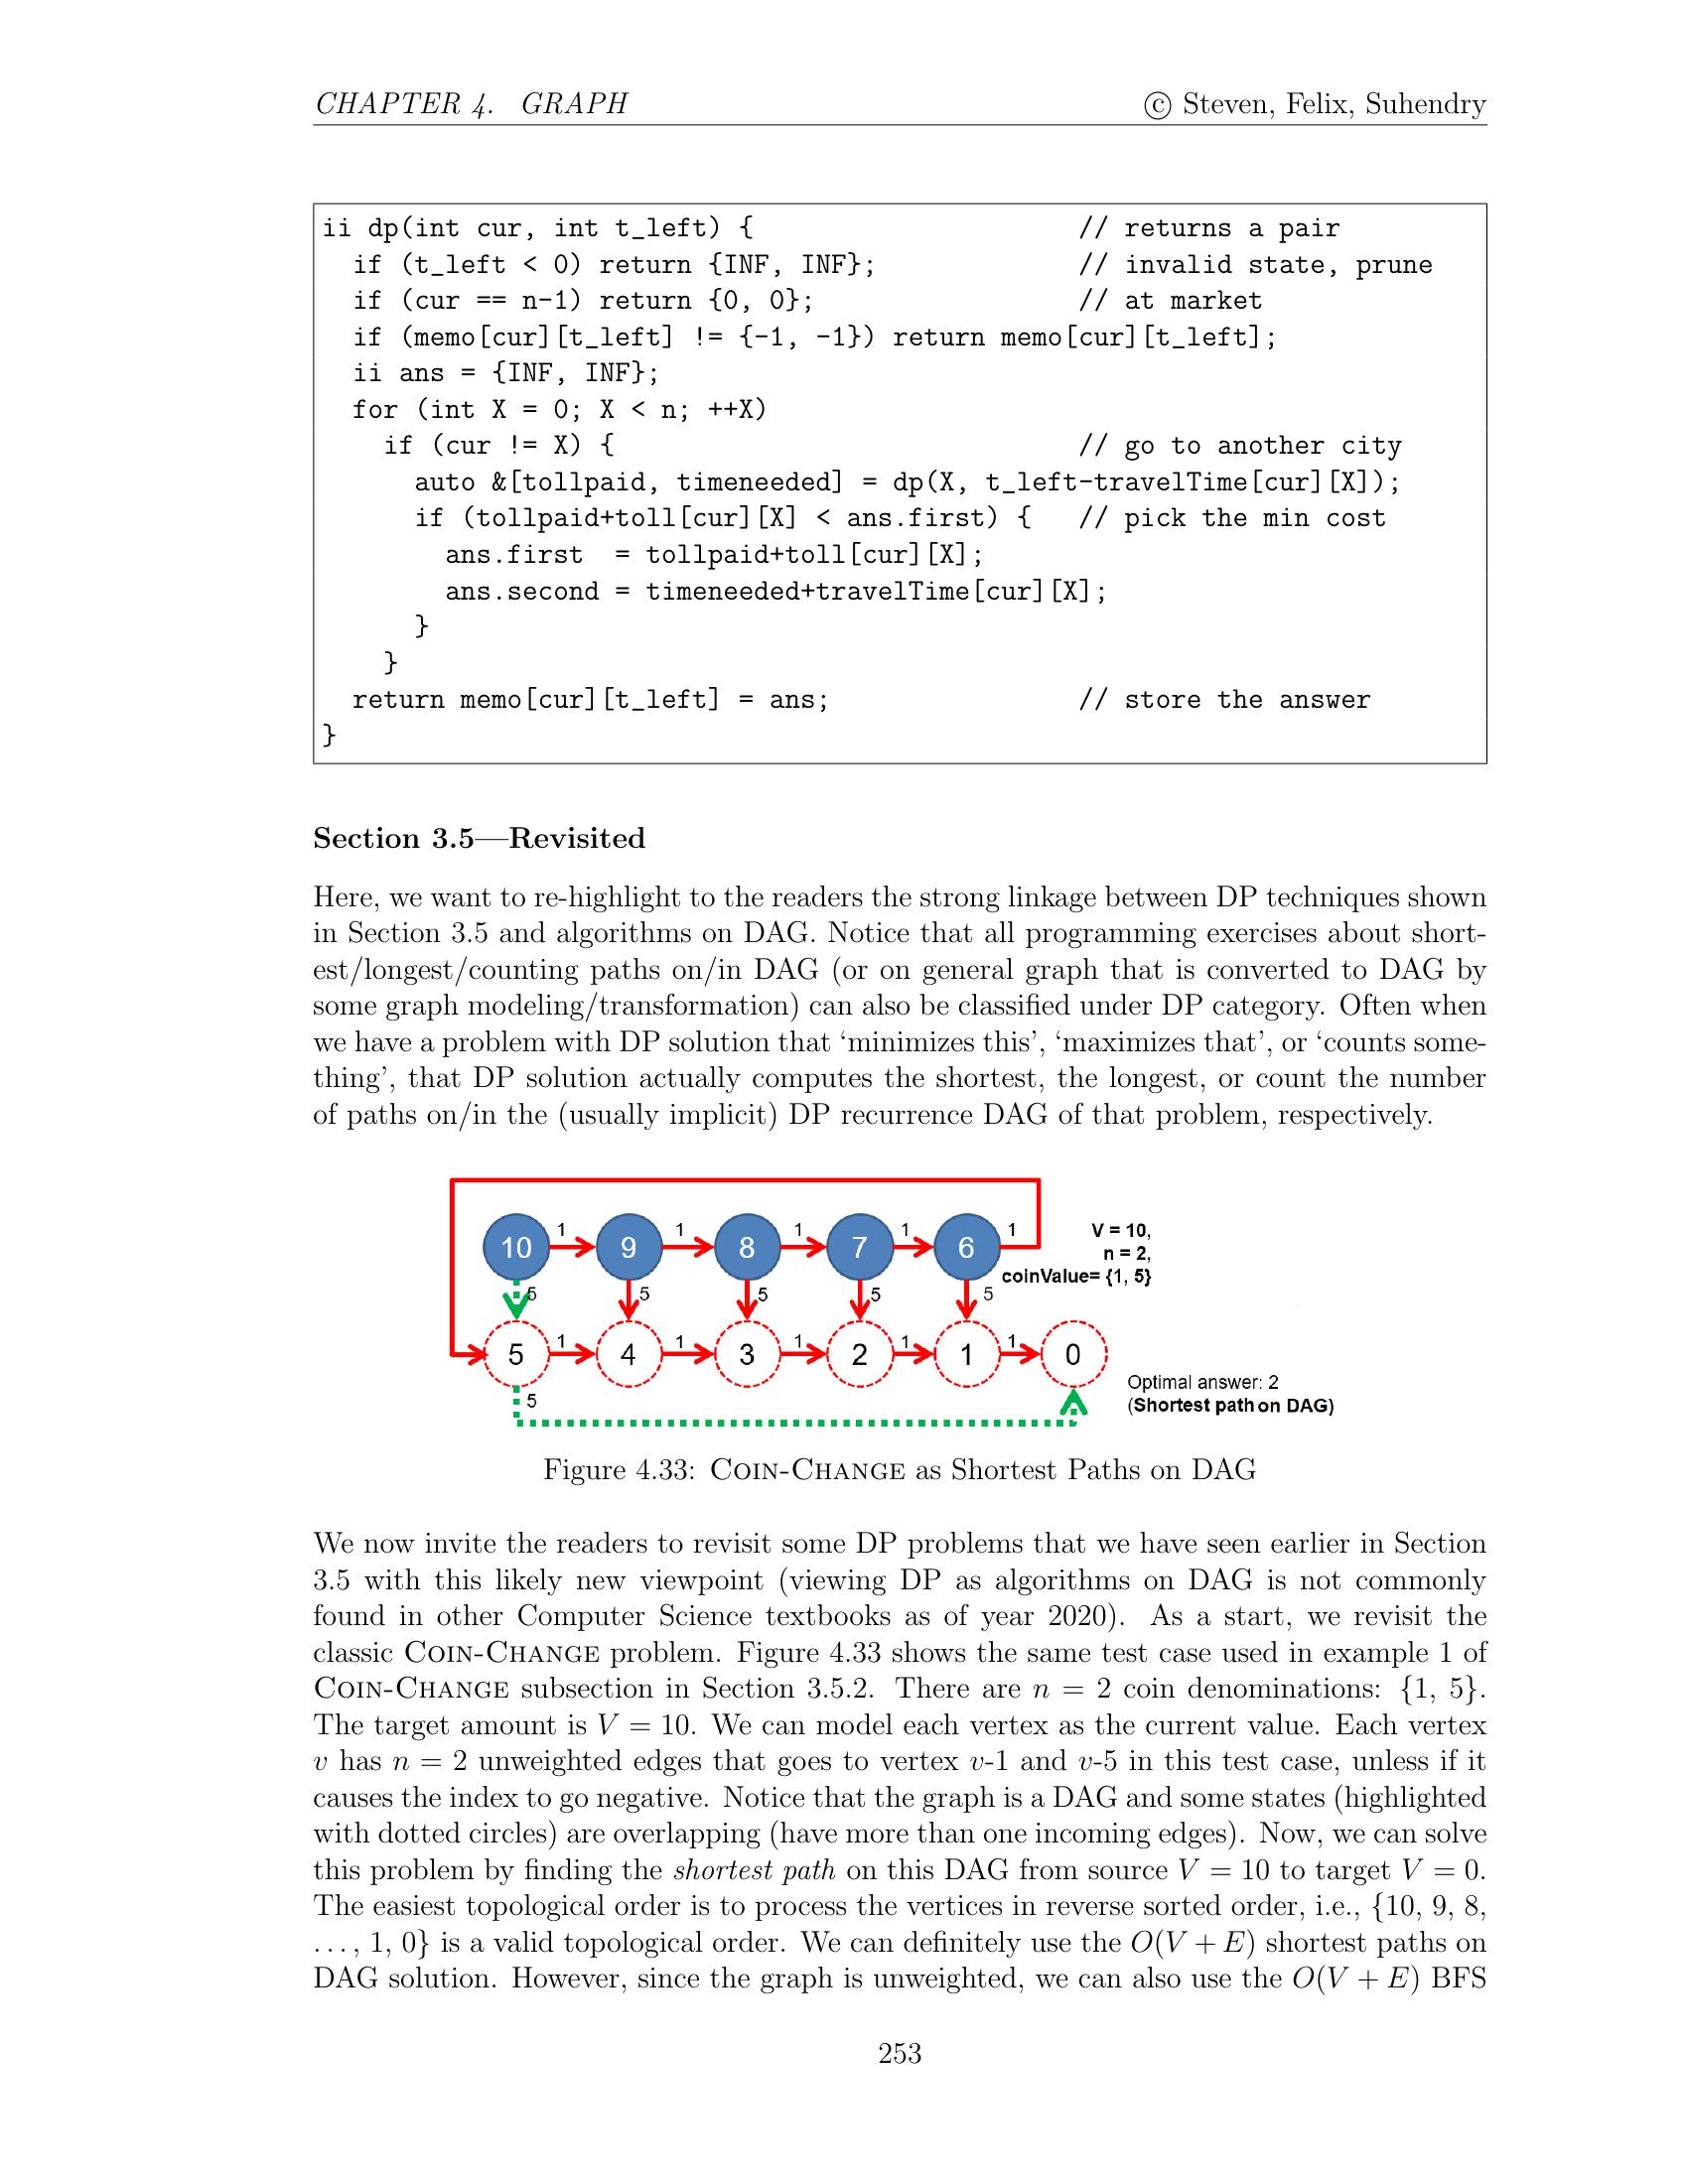 CHAPTER 4. GRAPH © Steven, Felix, Suhendry
ii dp(int cur, int t_left) { // returns a pair
if (t_left < 0) return {INF, INF}; // invalid state, prune
if (cur == n-1) return {0, 0}; // at market
if (memo[cur][t_left] != {-1, -1}) return memo[cur][t_left];
ii ans = {INF, INF};
for (int X = 0; X < n; ++X)
if (cur != X) { // go to another city
auto &[tollpaid, timeneeded] = dp(X, t_left-travelTime[cur][X]);
if (tollpaid+toll[cur][X] < ans.first) { // pick the min cost
ans.first = tollpaid+toll[cur][X];
ans.second = timeneeded+travelTime[cur][X];
}
}
return memo[cur][t_left] = ans; // store the answer
}
Section 3.5—Revisited
Here, we want to re-highlight to the readers the strong linkage between DP techniques shown
in Section 3.5 and algorithms on DAG. Notice that all programming exercises about short-
est/longest/counting paths on/in DAG (or on general graph that is converted to DAG by
some graph modeling/transformation) can also be classified under DP category. Often when
we have a problem with DP solution that ‘minimizes this’, ‘maximizes that’, or ‘counts some-
thing’, that DP solution actually computes the shortest, the longest, or count the number
of paths on/in the (usually implicit) DP recurrence DAG of that problem, respectively.
10 1 9 1 8 1 7 1 6 1
V = 10,
n = 2,
coinValue= {1, 5}
5 5 5 5 5
5 1 4 1 3 1 2 1 1 1 0
5
Optimal answer: 2
(Shortest path on DAG)
Figure 4.33: COIN-CHANGE as Shortest Paths on DAG
We now invite the readers to revisit some DP problems that we have seen earlier in Section
3.5 with this likely new viewpoint (viewing DP as algorithms on DAG is not commonly
found in other Computer Science textbooks as of year 2020). As a start, we revisit the
classic COIN-CHANGE problem. Figure 4.33 shows the same test case used in example 1 of
COIN-CHANGE subsection in Section 3.5.2. There are n = 2 coin denominations: {1, 5}.
The target amount is V = 10. We can model each vertex as the current value. Each vertex
v has n = 2 unweighted edges that goes to vertex v-1 and v-5 in this test case, unless if it
causes the index to go negative. Notice that the graph is a DAG and some states (highlighted
with dotted circles) are overlapping (have more than one incoming edges). Now, we can solve
this problem by finding the shortest path on this DAG from source V = 10 to target V = 0.
The easiest topological order is to process the vertices in reverse sorted order, i.e., {10, 9, 8,
..., 1, 0} is a valid topological order. We can definitely use the O(V + E) shortest paths on
DAG solution. However, since the graph is unweighted, we can also use the O(V + E) BFS
253